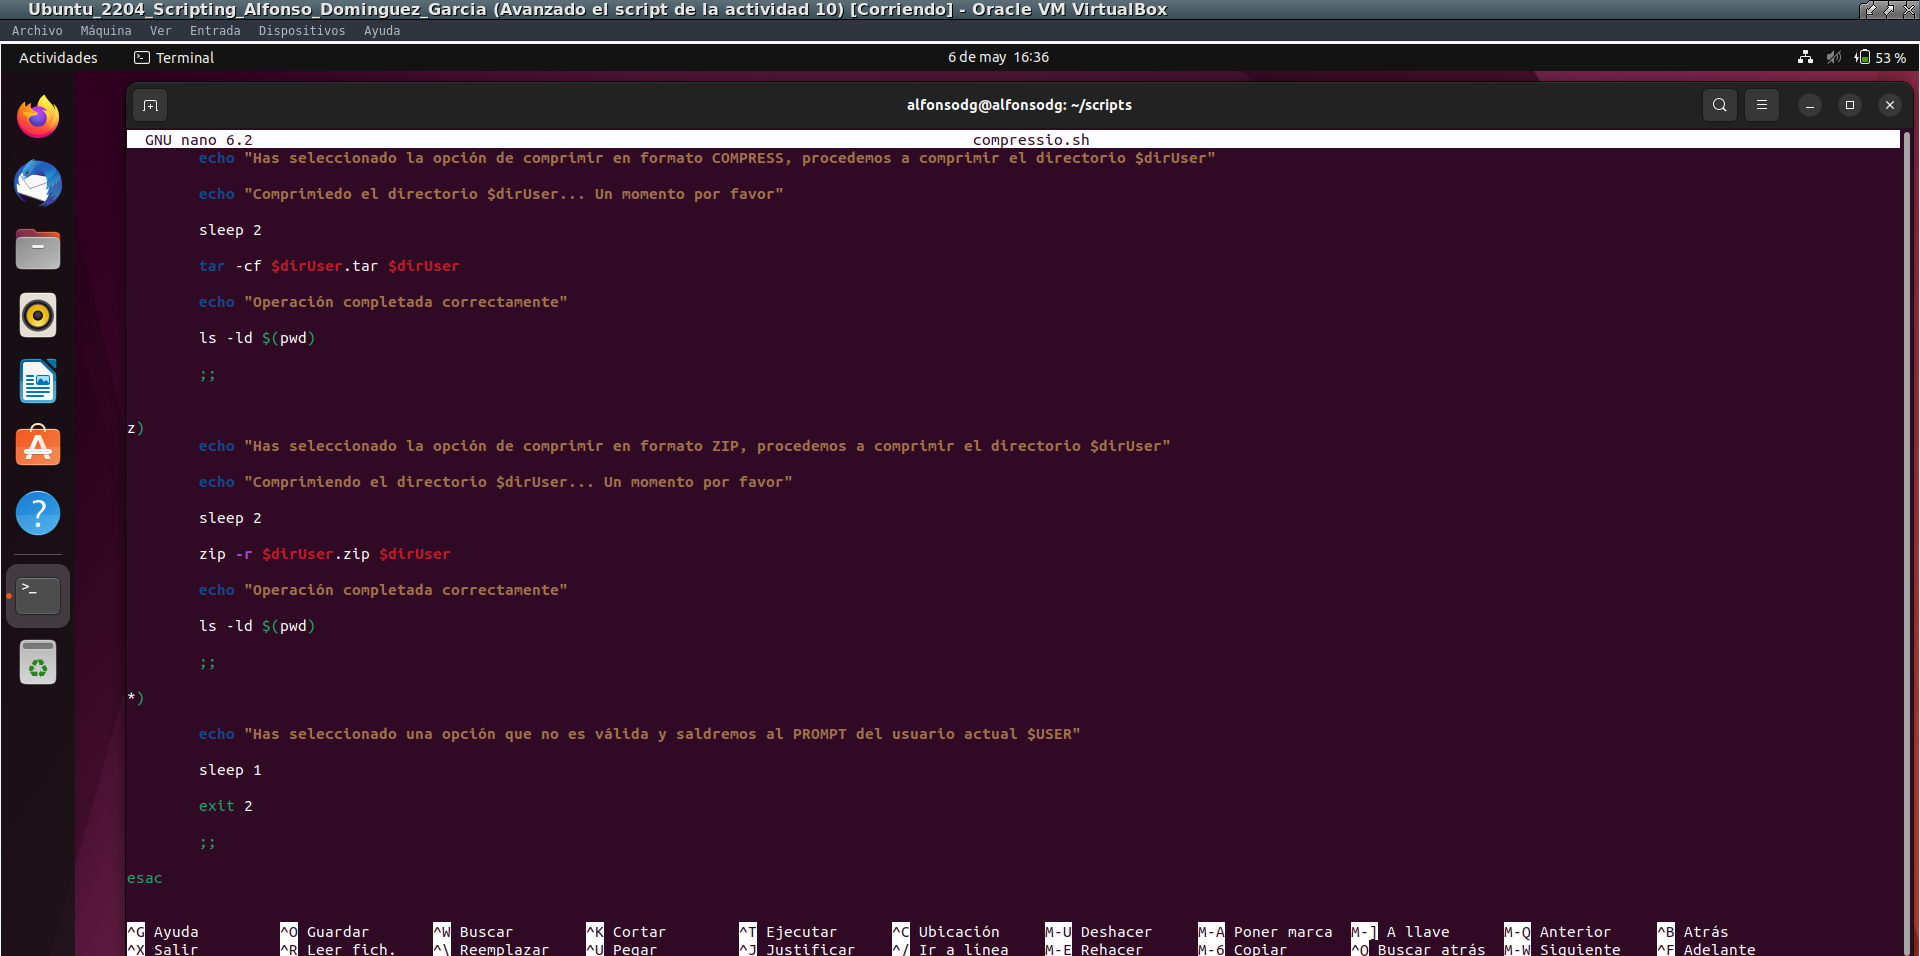 Ubuntu_2204_Scripting_Alfonso_Dominguez_Garcia (Avanzado el script de la actividad 10) [Corriendo] - Oracle VM VirtualBox
Archivo Máquina Ver Entrada Dispositivos Ayuda
Actividades Terminal 6 de may 16:36 53 %
alfonsodg@alfonsodg: ~/scripts
GNU nano 6.2 compressio.sh
echo "Has seleccionado la opción de comprimir en formato COMPRESS, procedemos a comprimir el directorio $dirUser"
echo "Comprimiedo el directorio $dirUser... Un momento por favor"
sleep 2
tar -cf $dirUser.tar $dirUser
echo "Operación completada correctamente"
ls -ld $(pwd)
;;
z)
echo "Has seleccionado la opción de comprimir en formato ZIP, procedemos a comprimir el directorio $dirUser"
echo "Comprimiendo el directorio $dirUser... Un momento por favor"
sleep 2
zip -r $dirUser.zip $dirUser
echo "Operación completada correctamente"
ls -ld $(pwd)
;;
*)
echo "Has seleccionado una opción que no es válida y saldremos al PROMPT del usuario actual $USER"
sleep 1
exit 2
;;
esac
^G Ayuda ^O Guardar ^W Buscar ^K Cortar ^T Ejecutar ^C Ubicación M-U Deshacer M-A Poner marca M-] A llave M-Q Anterior ^B Atrás
^X Salir ^R Leer fich. ^\ Reemplazar ^U Pegar ^J Justificar ^/ Ir a línea M-E Rehacer M-6 Copiar ^Q Buscar atrás M-W Siguiente ^F Adelante